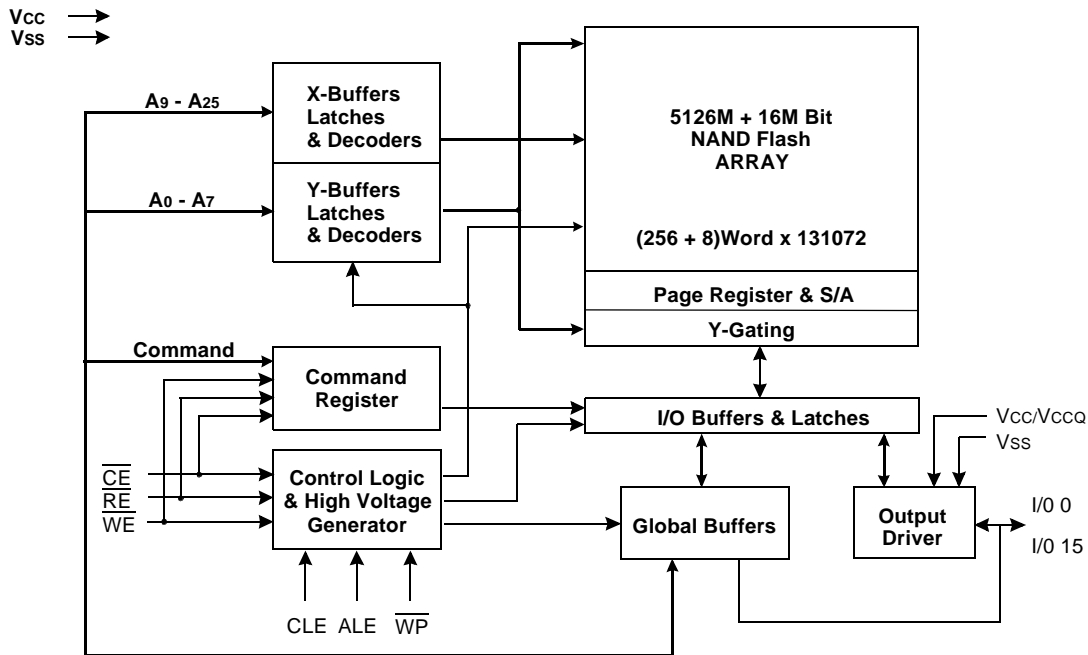 VCC
VSS
A9 - A25
X-Buffers
Latches
& Decoders
A0 - A7
Y-Buffers
Latches
& Decoders
5126M + 16M Bit
NAND Flash
ARRAY
(256 + 8)Word x 131072
Page Register & S/A
Y-Gating
Command
Command
Register
I/O Buffers & Latches
VCC/VCCQ
VSS
CE
RE
WE
Control Logic
& High Voltage
Generator
Global Buffers
Output
Driver
I/0 0
I/0 15
CLE
ALE
WP